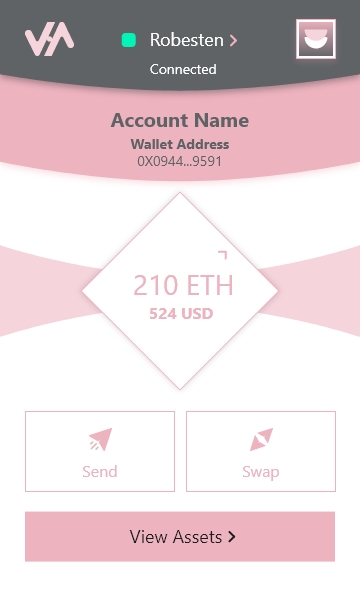 Robesten
Connected
Account Name
Wallet Address
0X0944...9591
210 ETH
524 USD
Send
Swap
View Assets